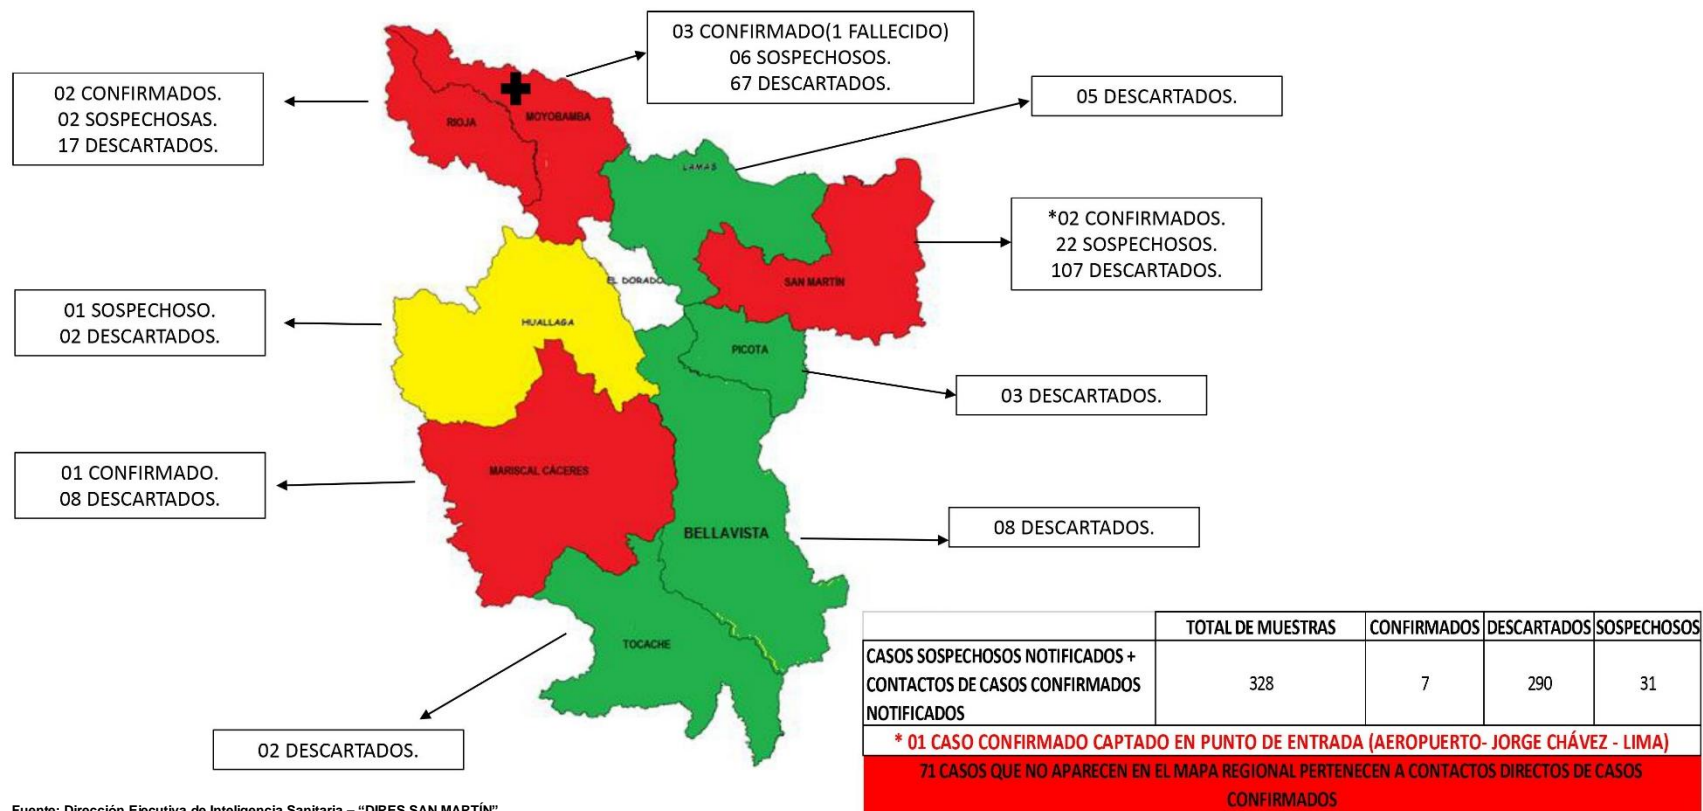 03 CONFIRMADO(1 FALLECIDO)
06 SOSPECHOSOS.
67 DESCARTADOS.
02 CONFIRMADOS.
02 SOSPECHOSAS.
17 DESCARTADOS.
05 DESCARTADOS.
RIOJA
MOYOBAMBA
LAMAS
*02 CONFIRMADOS.
22 SOSPECHOSOS.
107 DESCARTADOS.
EL DORADO
SAN MARTÍN
01 SOSPECHOSO.
02 DESCARTADOS.
HUALLAGA
PICOTA
03 DESCARTADOS.
01 CONFIRMADO.
08 DESCARTADOS.
MARISCAL CÁCERES
BELLAVISTA
08 DESCARTADOS.
TOCACHE
02 DESCARTADOS.
TOTAL DE MUESTRAS CONFIRMADOS DESCARTADOS SOSPECHOSOS
CASOS SOSPECHOSOS NOTIFICADOS +
CONTACTOS DE CASOS CONFIRMADOS
NOTIFICADOS
328 7 290 31
* 01 CASO CONFIRMADO CAPTADO EN PUNTO DE ENTRADA (AEROPUERTO- JORGE CHÁVEZ - LIMA)
71 CASOS QUE NO APARECEN EN EL MAPA REGIONAL PERTENECEN A CONTACTOS DIRECTOS DE CASOS
CONFIRMADOS
Fuente: Dirección Ejecutiva de Inteligencia Sanitaria – “DIRES SAN MARTÍN”